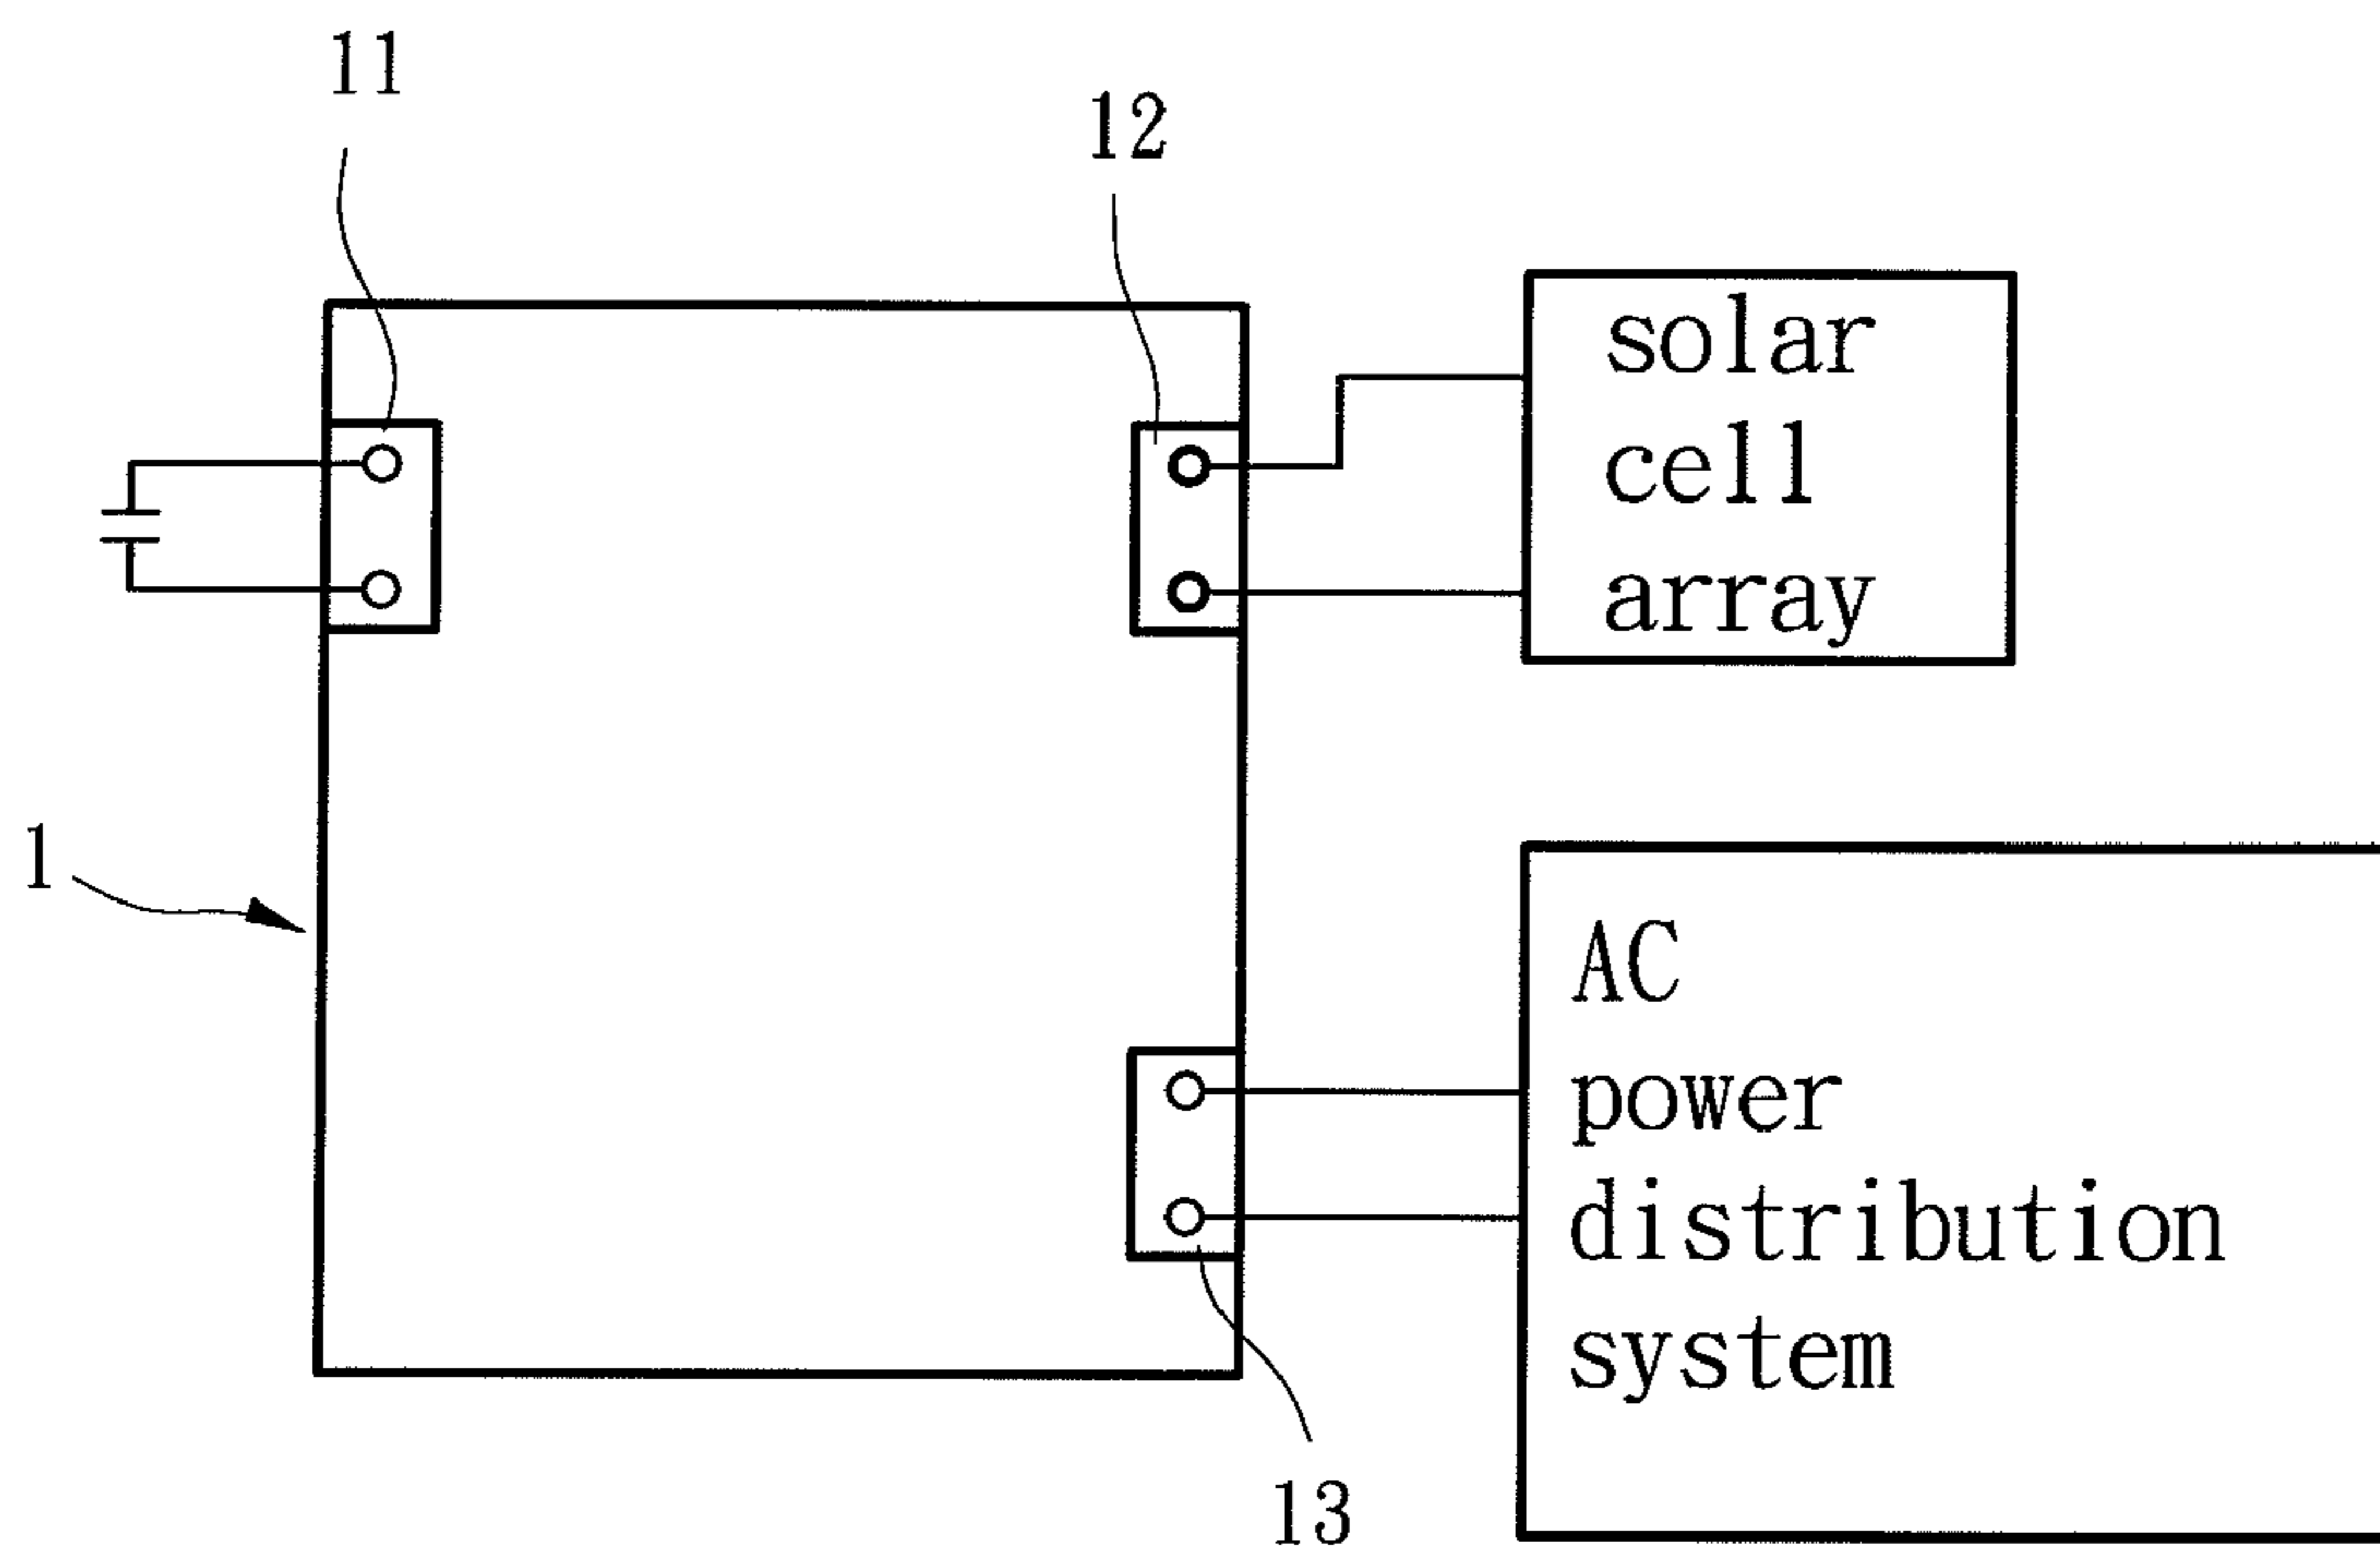 11
12
solar
cell
array
1
AC
power
distribution
system
13